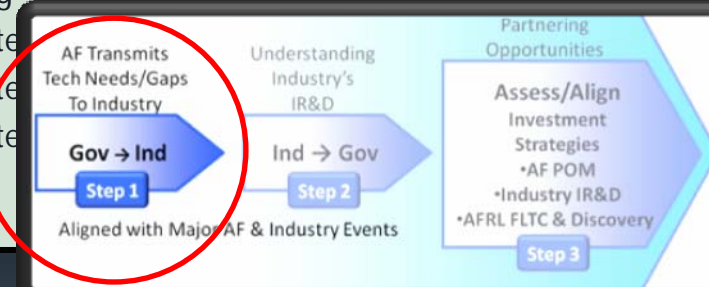 AF Transmits
Tech Needs/Gaps
To Industry
Gov → Ind
Step 1
Understanding
Industry's
IR&D
Ind → Gov
Step 2
Aligned with Major AF & Industry Events
Partnering
Opportunities
Assess/Align
Investment
Strategies
•AF POM
•Industry IR&D
•AFRL FLTC & Discovery
Step 3